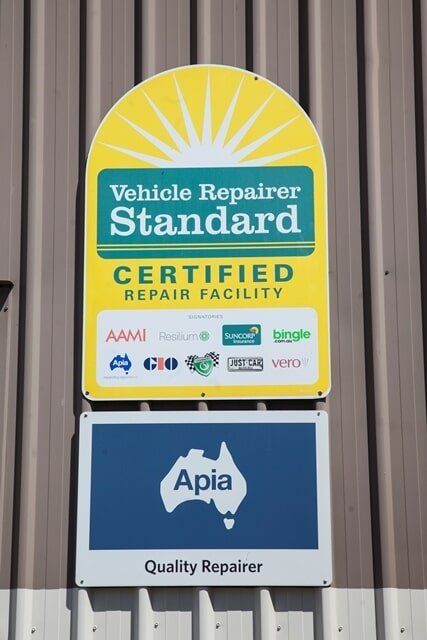 Vehicle Repairer
Standard
CERTIFIED
REPAIR FACILITY
SIGNATORIES
AAMI Resilium SUNCORP Insurance bingle .com.au
Apia GIO S JUST CAR vero
Apia
Quality Repairer